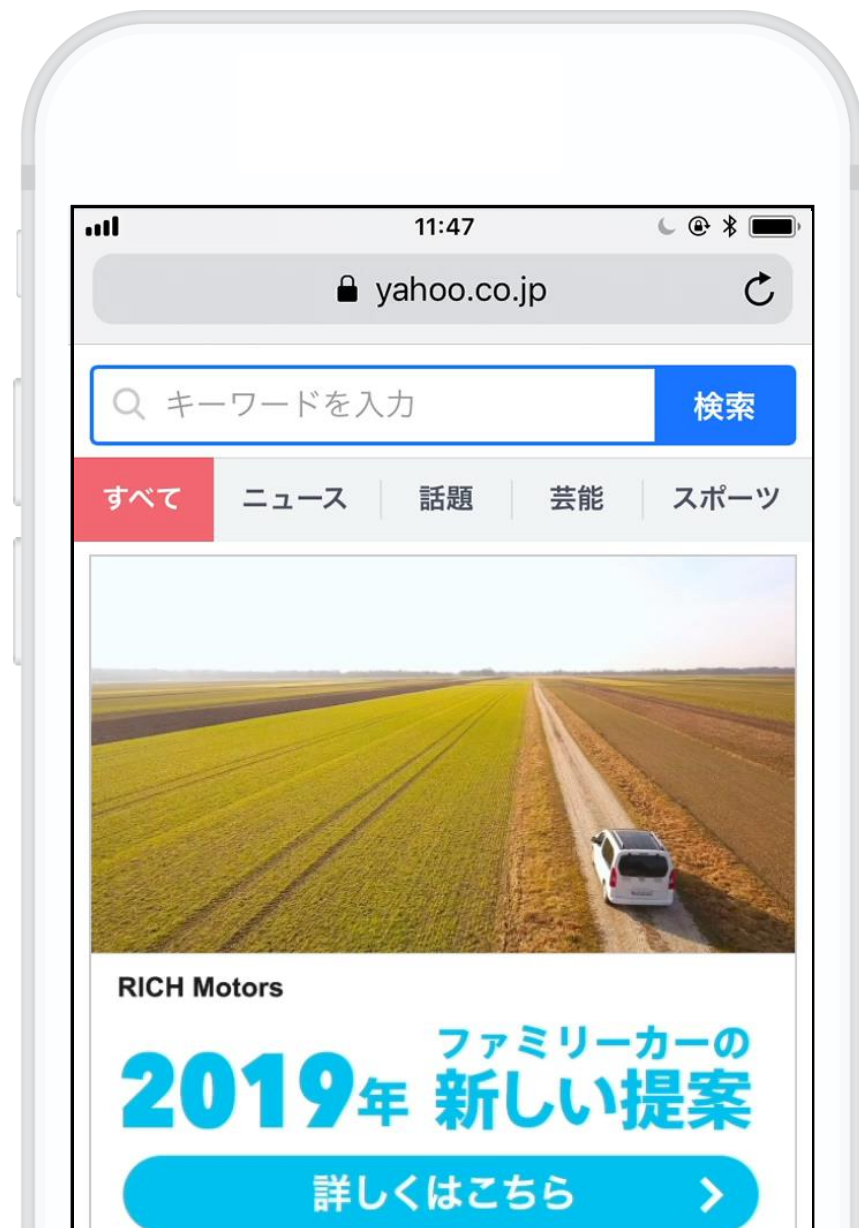 11:47
yahoo.co.jp
キーワードを入力 検索
すべて ニュース 話題 芸能 スポーツ
RICH Motors
ファミリーカーの
2019年 新しい提案
詳しくはこちら